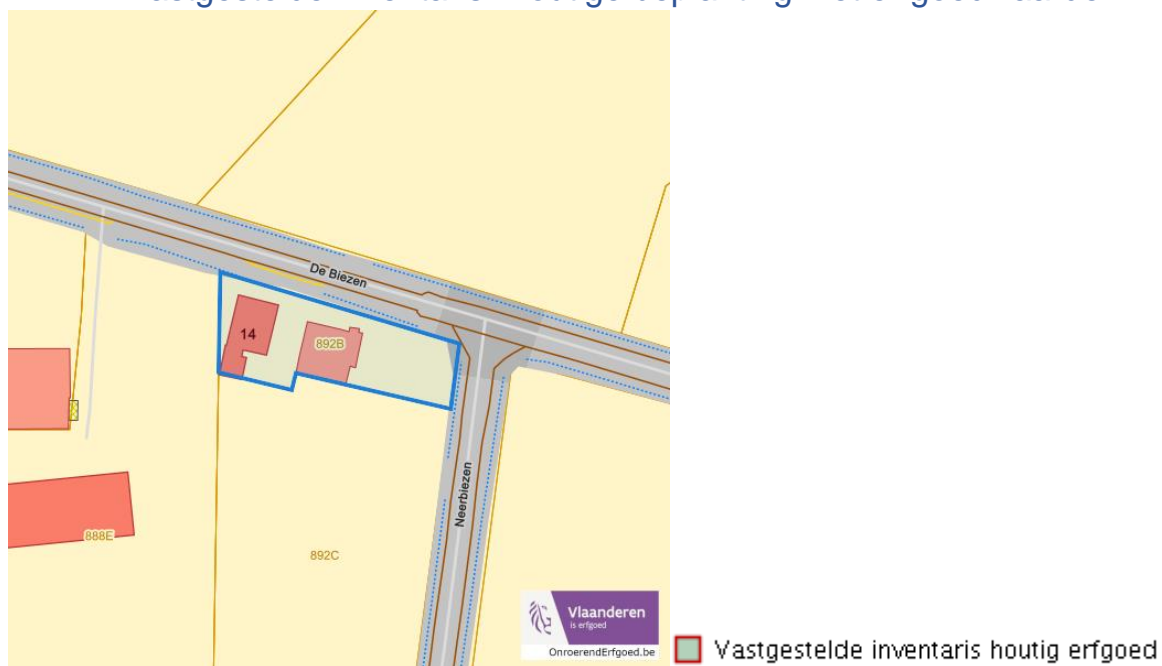 De Biezen
14
892B
Neerbiezen
888E
892C
Vlaanderen
is erfgoed
OnroerendErfgoed.be
Vastgestelde inventaris houtig erfgoed